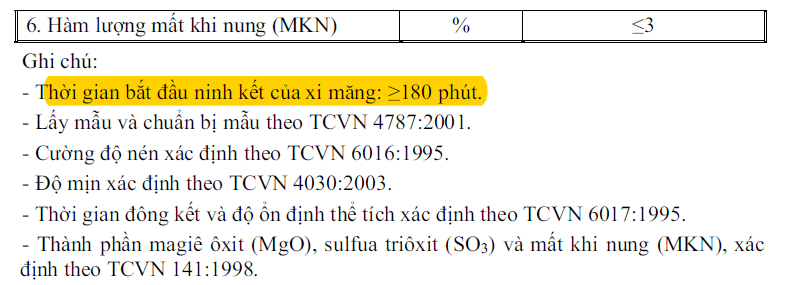 6. Hàm lượng mất khi nung (MKN) % ≤3
Ghi chú:
- Thời gian bắt đầu ninh kết của xi măng: ≥180 phút.
- Lấy mẫu và chuẩn bị mẫu theo TCVN 4787:2001.
- Cường độ nén xác định theo TCVN 6016:1995.
- Độ mịn xác định theo TCVN 4030:2003.
- Thời gian đông kết và độ ổn định thể tích xác định theo TCVN 6017:1995.
- Thành phần magiê ôxit (MgO), sulfua triôxit (SO₃) và mất khi nung (MKN), xác
định theo TCVN 141:1998.